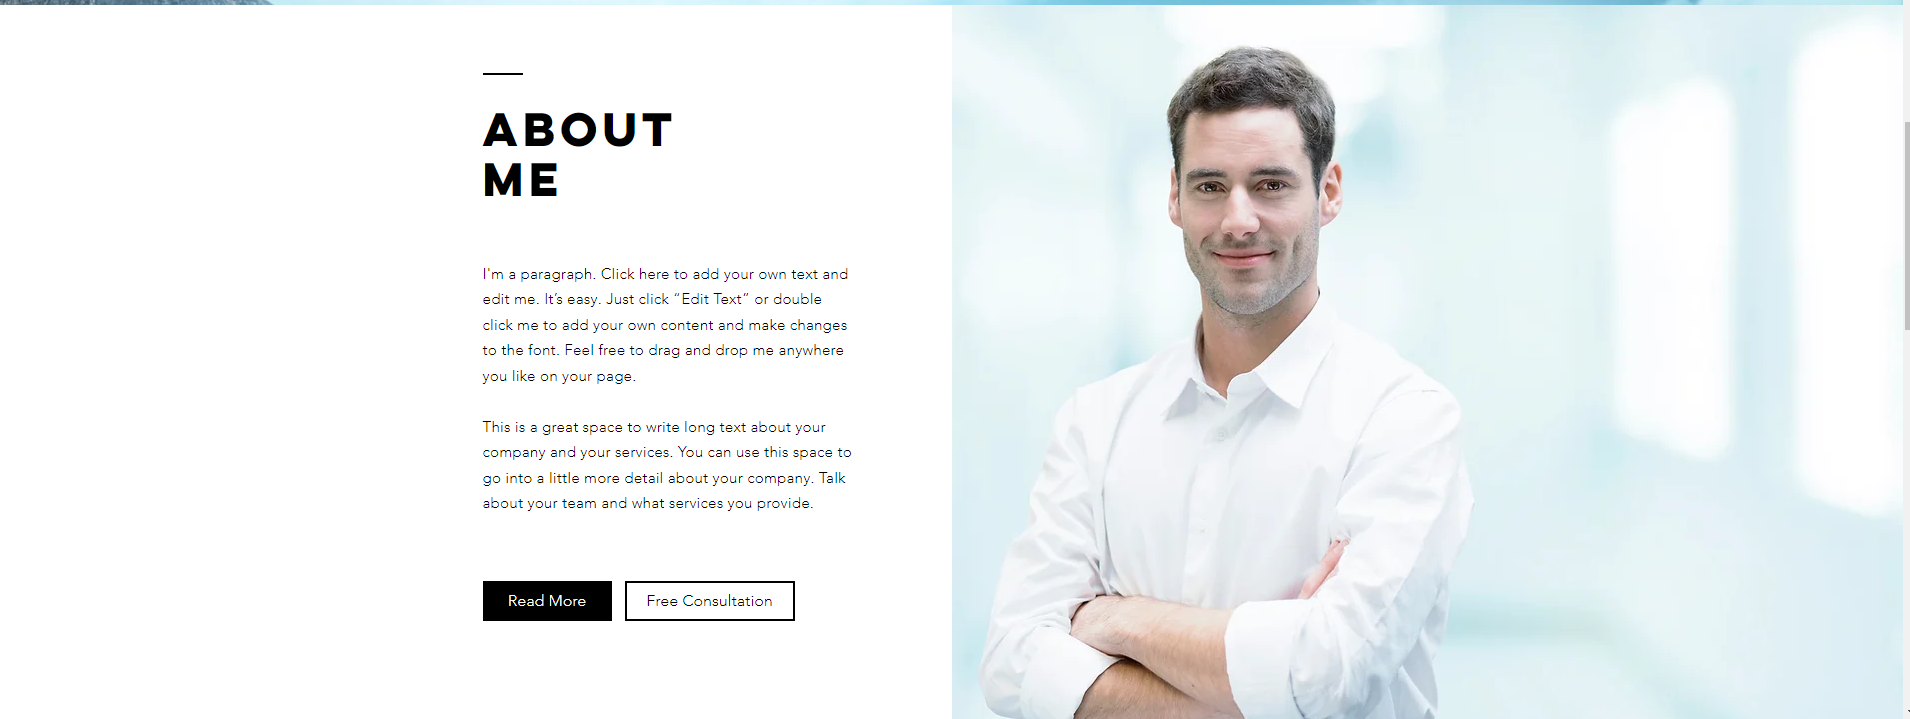 ABOUT
ME
I'm a paragraph. Click here to add your own text and
edit me. It’s easy. Just click “Edit Text” or double
click me to add your own content and make changes
to the font. Feel free to drag and drop me anywhere
you like on your page.
This is a great space to write long text about your
company and your services. You can use this space to
go into a little more detail about your company. Talk
about your team and what services you provide.
Read More
Free Consultation